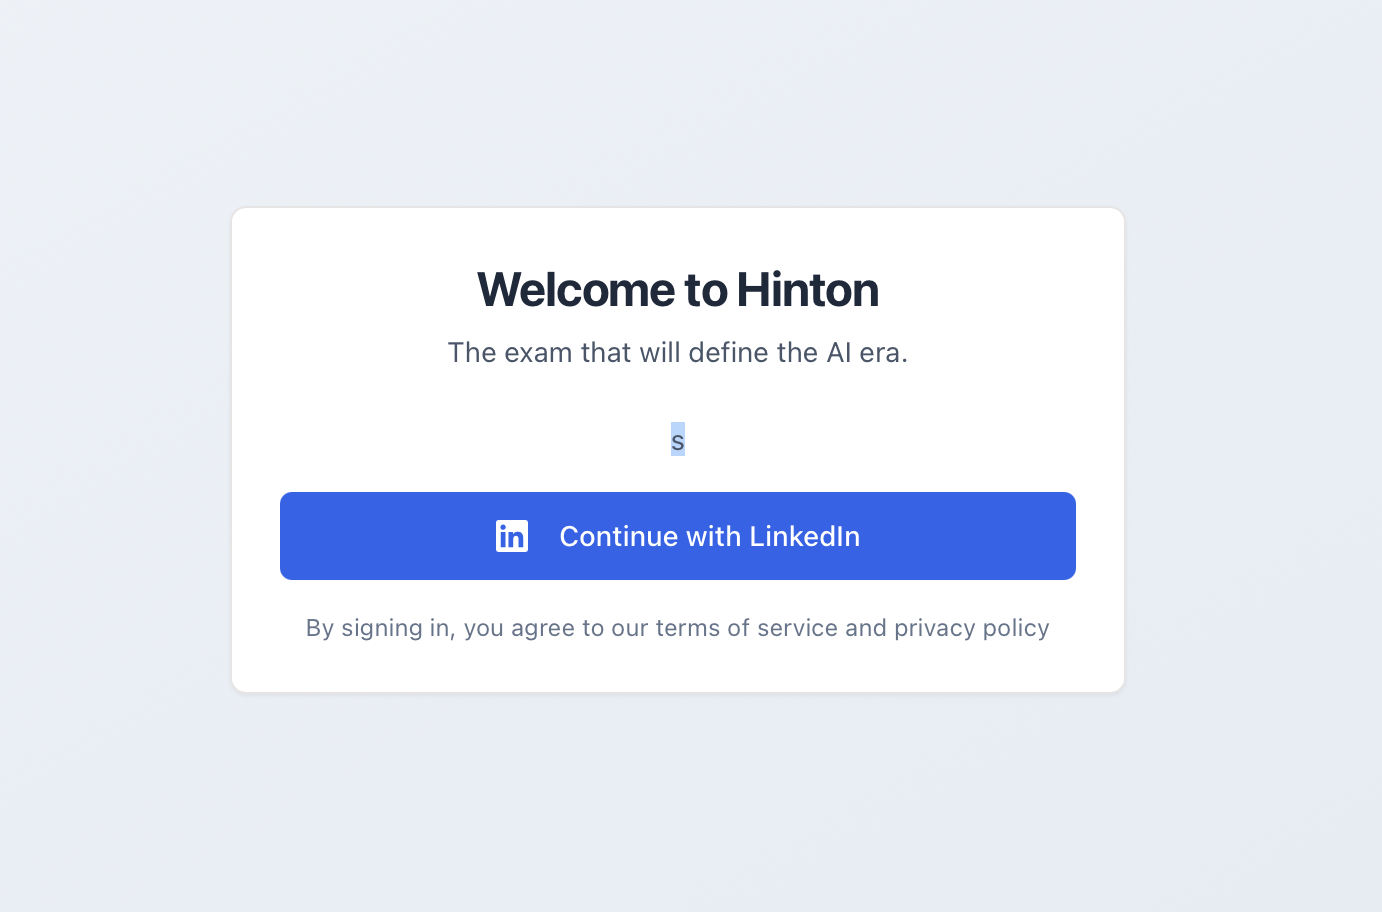 Welcome to Hinton
The exam that will define the AI era.
s
in Continue with LinkedIn
By signing in, you agree to our terms of service and privacy policy